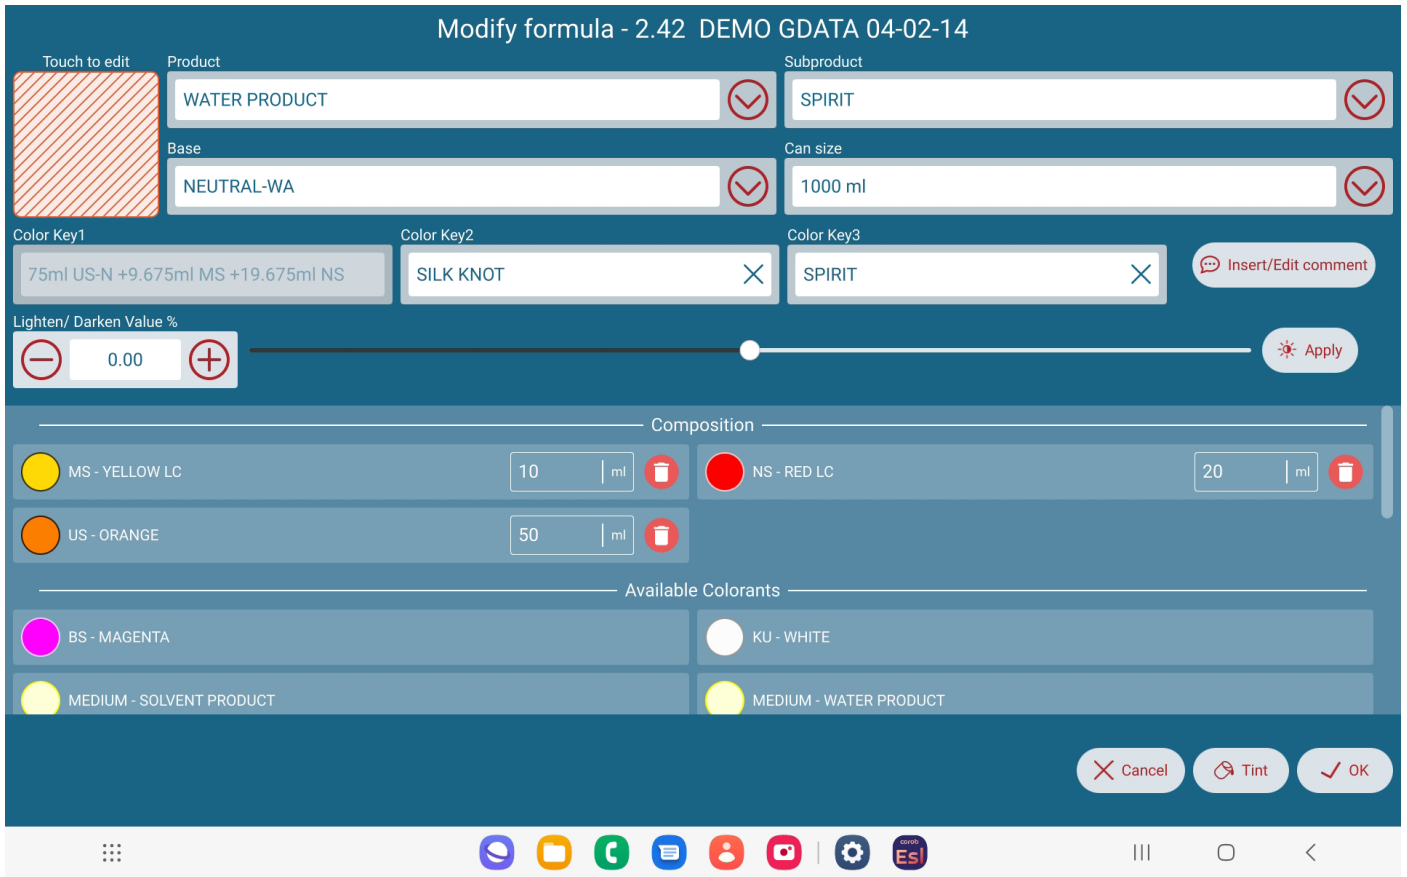 Modify formula - 2.42 DEMO GDATA 04-02-14
Touch to edit
Product
Subproduct
WATER PRODUCT
SPIRIT
Base
Can size
NEUTRAL-WA
1000 ml
Color Key1
Color Key2
Color Key3
75ml US-N +9.675ml MS +19.675ml NS
SILK KNOT
SPIRIT
Insert/Edit comment
Lighten/ Darken Value %
0.00
Apply
Composition
MS - YELLOW LC
10
ml
NS - RED LC
20
ml
US - ORANGE
50
ml
Available Colorants
BS - MAGENTA
KU - WHITE
MEDIUM - SOLVENT PRODUCT
MEDIUM - WATER PRODUCT
Cancel
Tint
OK
corob
Esl